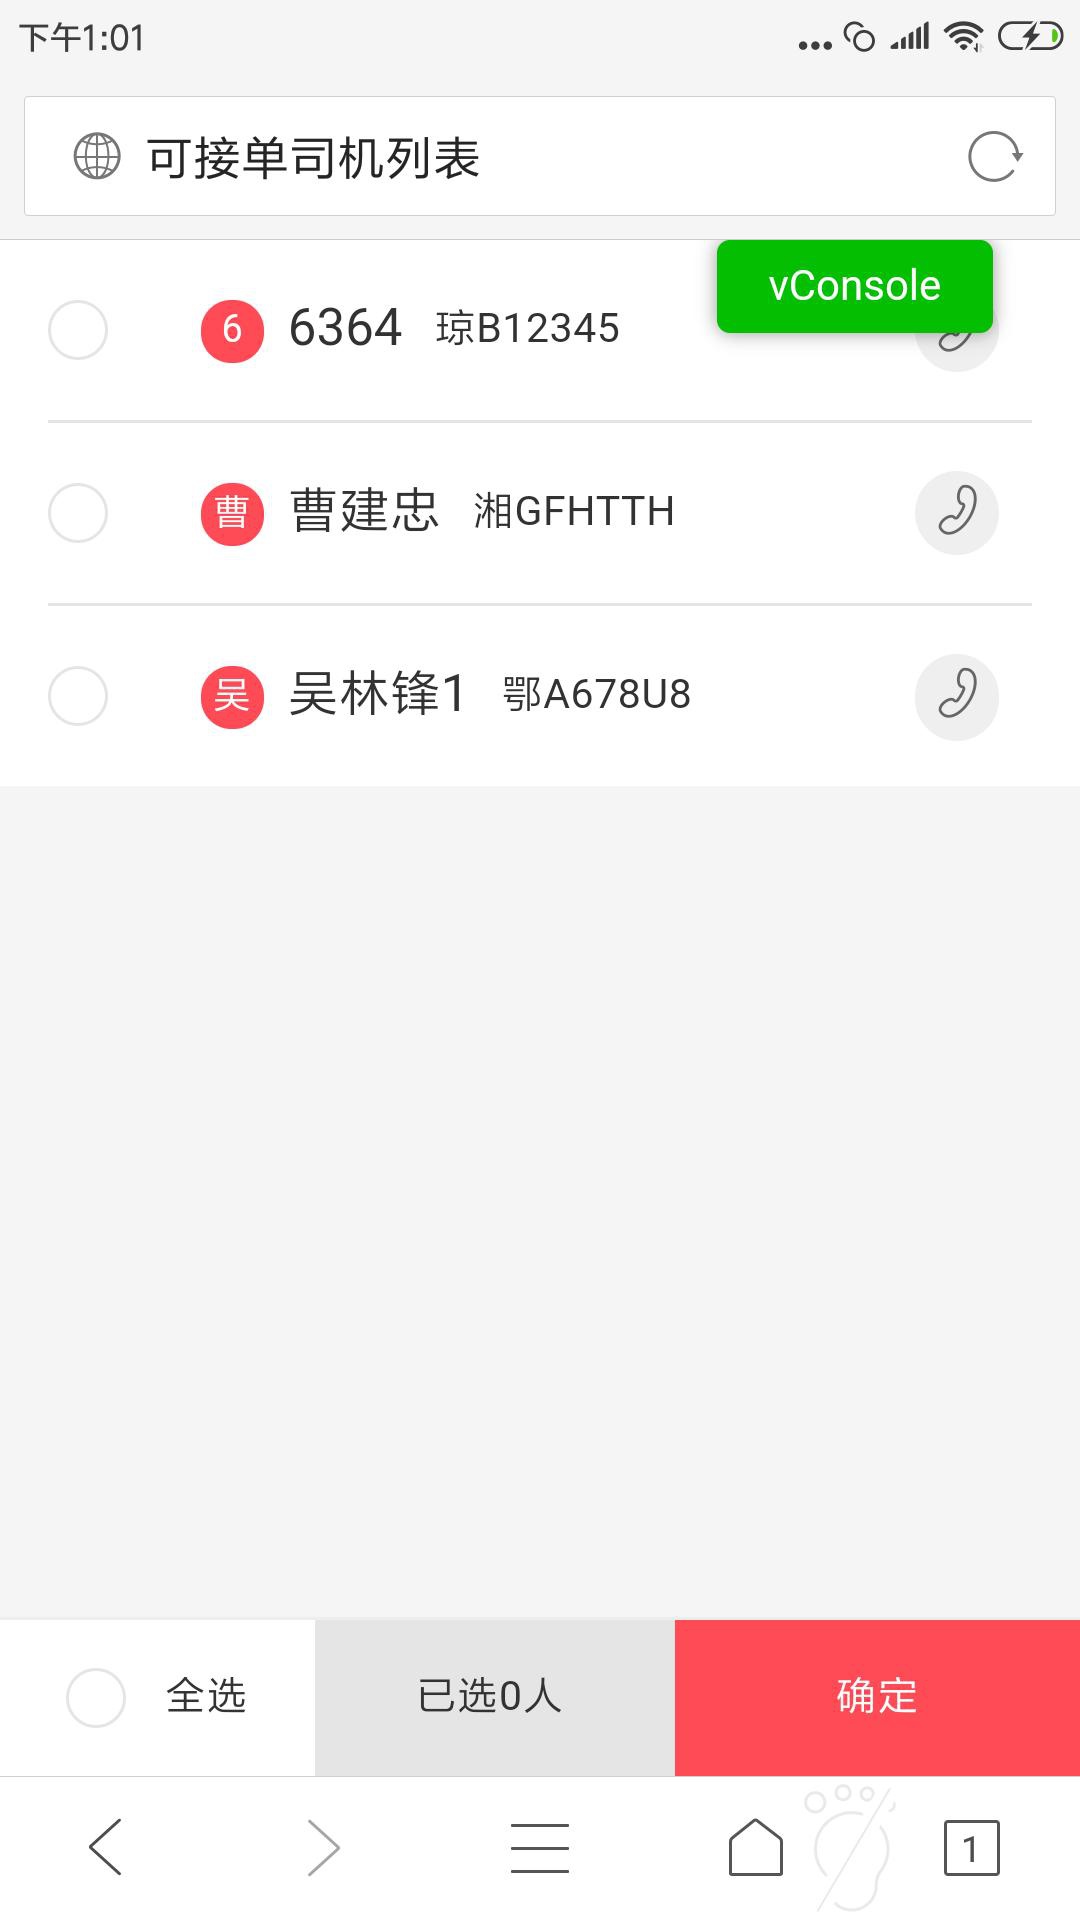 下午1:01
可接单司机列表
vConsole
6 6364 琼B12345
曹 曹建忠 湘GFHTTH
吴 吴林锋1 鄂A678U8
全选 已选0人 确定
1